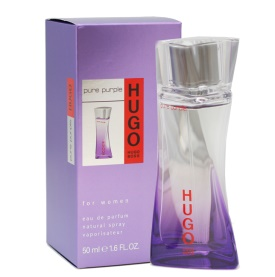 pure purple
HUGO
HUGO
BOSS
for women
eau de parfum
natural spray
vaporisateur
50 ml e 1.6 FL.OZ.
HUGO